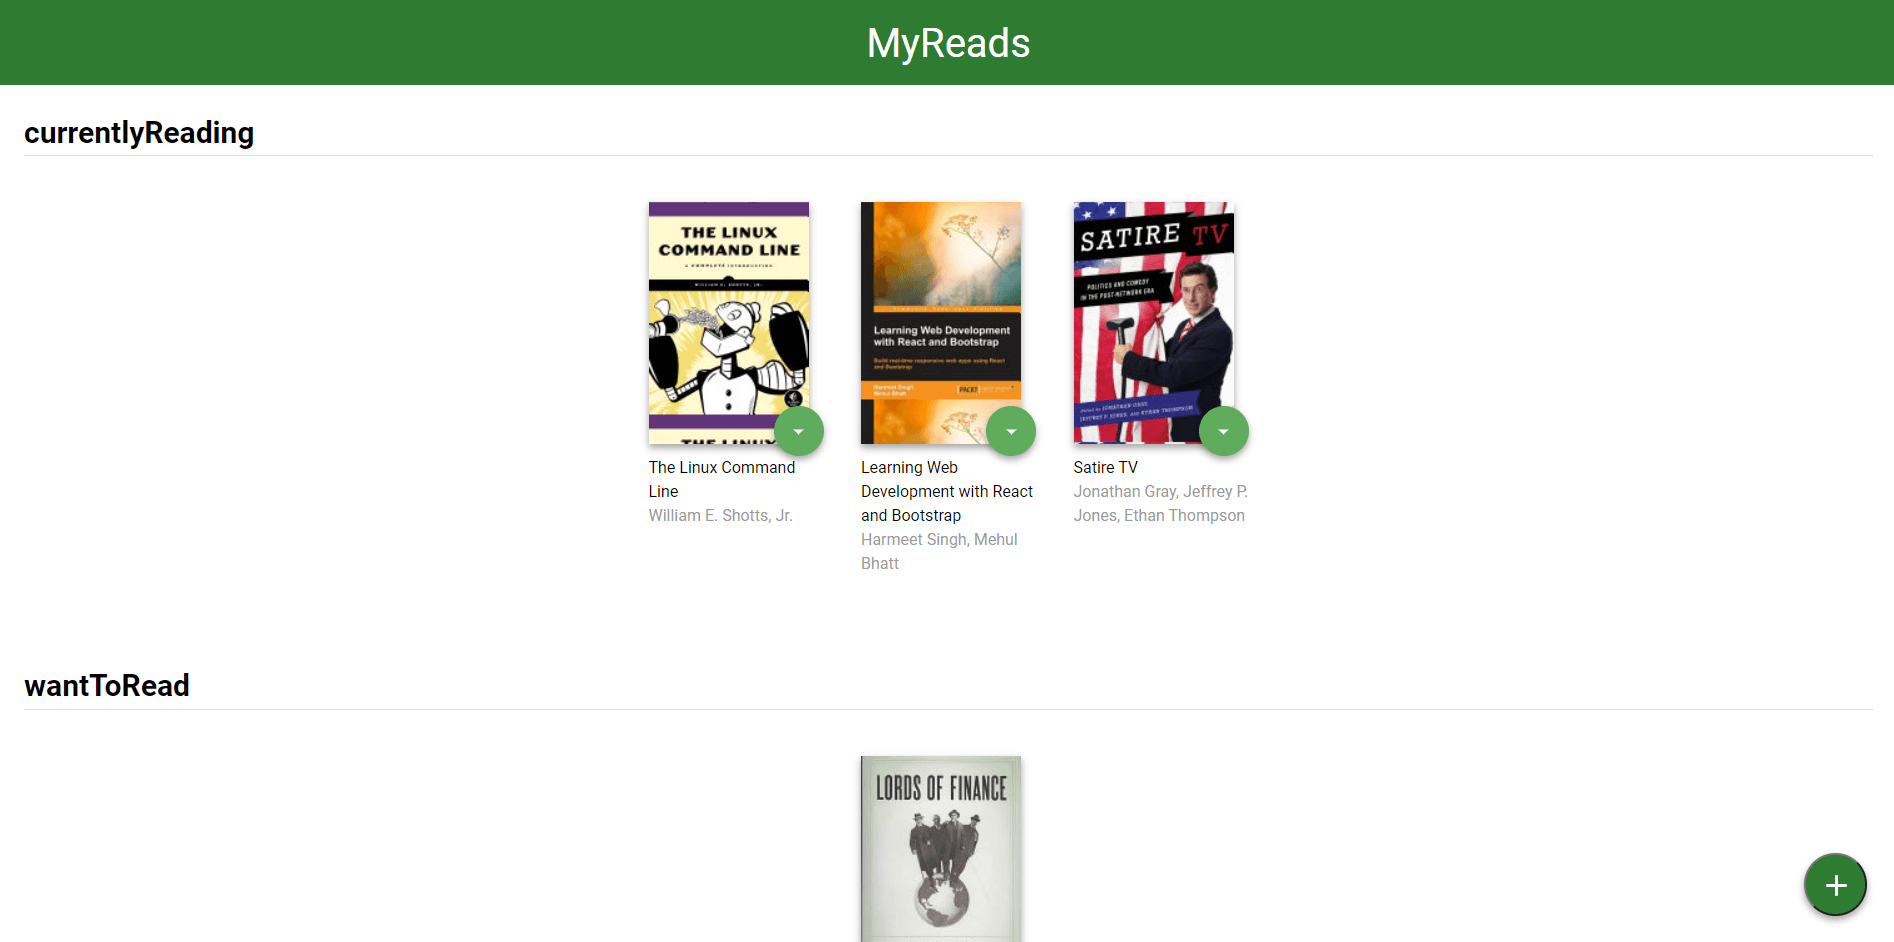 MyReads
currentlyReading
THE LINUX
COMMAND LINE
A COMPLETE INTRODUCTION
WILLIAM E. SHOTTS, JR.
THE LINUX
Learning Web Development
with React and Bootstrap
Build real-time responsive web apps using React
and Bootstrap
Harmeet Singh
Mehul Bhatt
PACKT
SATIRE TV
POLITICS AND COMEDY
IN THE POST-NETWORK ERA
Edited by JONATHAN GRAY,
JEFFREY P. JONES, AND ETHAN THOMPSON
The Linux Command
Line
William E. Shotts, Jr.
Learning Web
Development with React
and Bootstrap
Harmeet Singh, Mehul
Bhatt
Satire TV
Jonathan Gray, Jeffrey P.
Jones, Ethan Thompson
wantToRead
LORDS OF FINANCE